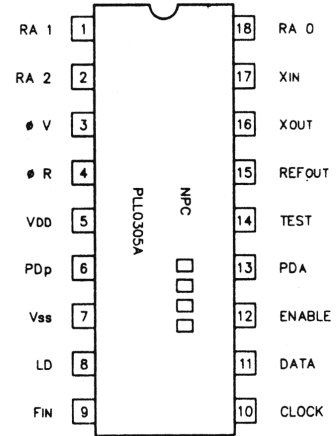 RA 1 1 18 RA 0
RA 2 2 17 XIN
ø V 3 16 XOUT
ø R 4 15 REFOUT
VDD 5 14 TEST
PDp 6 13 PDA
Vss 7 12 ENABLE
LD 8 11 DATA
FIN 9 10 CLOCK
NPC
PLL0305A